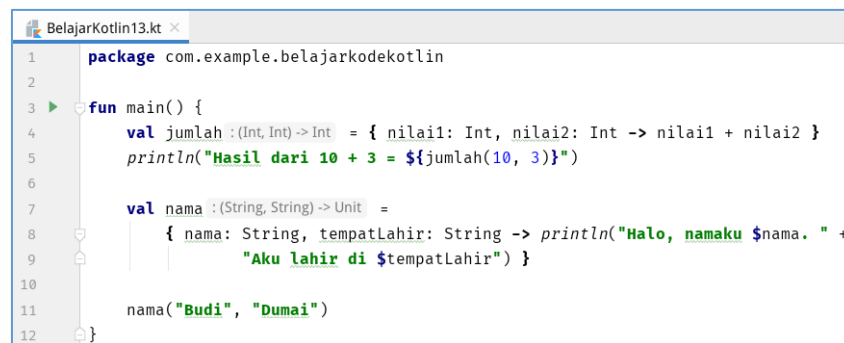 BelajarKotlin13.kt ×
1 package com.example.belajarkodekotlin
2
3 fun main() {
4 val jumlah : (Int, Int) -> Int = { nilai1: Int, nilai2: Int -> nilai1 + nilai2 }
5 println("Hasil dari 10 + 3 = ${jumlah(10, 3)}")
6
7 val nama : (String, String) -> Unit =
8 { nama: String, tempatLahir: String -> println("Halo, namaku $nama. " +
9 "Aku lahir di $tempatLahir") }
10
11 nama("Budi", "Dumai")
12 }